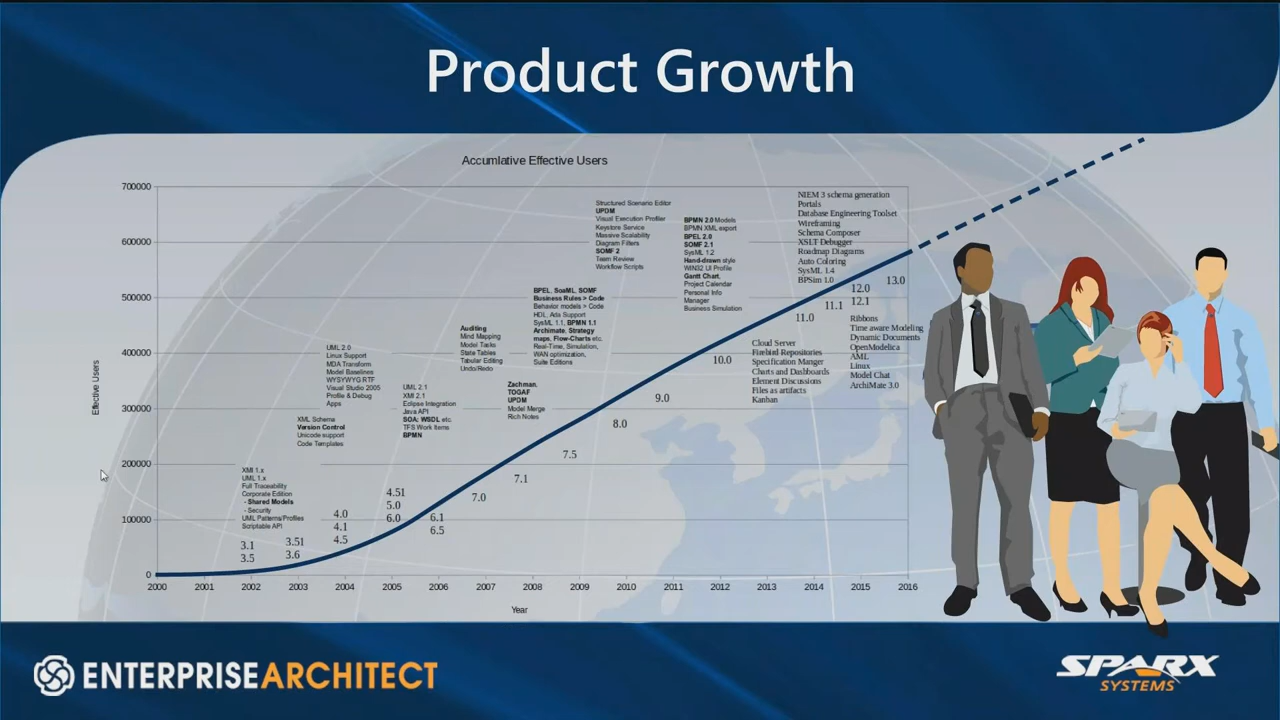 Product Growth
Accumlative Effective Users
Effective Users
700000
600000
500000
400000
300000
200000
100000
0
2000 2001 2002 2003 2004 2005 2006 2007 2008 2009 2010 2011 2012 2013 2014 2015 2016
Year
XMI 1.x
UML 1.x
Full Traceability
Corporate Edition
- Shared Models
- Security
UML Patterns/Profiles
Scriptable API
3.1
3.5
XML Schema
Version Control
Unicode support
Code Templates
3.51
3.6
UML 2.0
Linux Support
MDA Transform
Model Baselines
WYSYWYG RTF
Visual Studio 2005
Profile & Debug
Apps
4.0
4.1
4.5
UML 2.1
XMI 2.1
Eclipse Integration
Java API
SOA: WSDL etc.
TFS Work Items
BPMN
4.51
5.0
6.0
6.1
6.5
Auditing
Mind Mapping
Model Tasks
State Tables
Tabular Editing
Undo/Redo
7.0
Zachman,
TOGAF
UPDM
Model Merge
Rich Notes
7.1
BPEL, SoaML, SOMF
Business Rules > Code
Behavior models > Code
HDL, Ada Support
SysML 1.1, BPMN 1.1
Archimate, Strategy
maps, Flow-Charts etc.
Real-Time, Simulation,
WAN optimization,
Suite Editions
7.5
Structured Scenario Editor
UPDM
Visual Execution Profiler
Keystore Service
Massive Scalability
Diagram Filters
SOMF 2
Team Review
Workflow Scripts
8.0
BPMN 2.0 Models
BPMN XML export
BPEL 2.0
SOMF 2.1
SysML 1.2
Hand-drawn style
WIN32 UI Profile
Gantt Chart,
Project Calendar
Personal Info
Manager
Business Simulation
9.0
10.0
Cloud Server
Firebird Repositories
Specification Manger
Charts and Dashboards
Element Discussions
Files as artifacts
Kanban
11.0
11.1
NIEM 3 schema generation
Portals
Database Engineering Toolset
Wireframing
Schema Composer
XSLT Debugger
Roadmap Diagrams
Auto Coloring
SysML 1.4
BPSim 1.0
12.0
12.1
13.0
Ribbons
Time aware Modeling
Dynamic Documents
OpenModelica
AML
Linux
Model Chat
ArchiMate 3.0
ENTERPRISEARCHITECT
SPARX
SYSTEMS